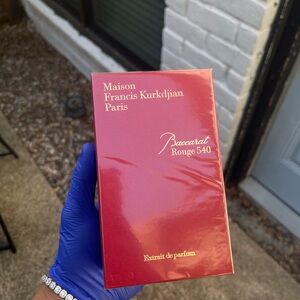 Maison
Francis Kurkdjian
Paris
Baccarat
Rouge 540
Extrait de parfum